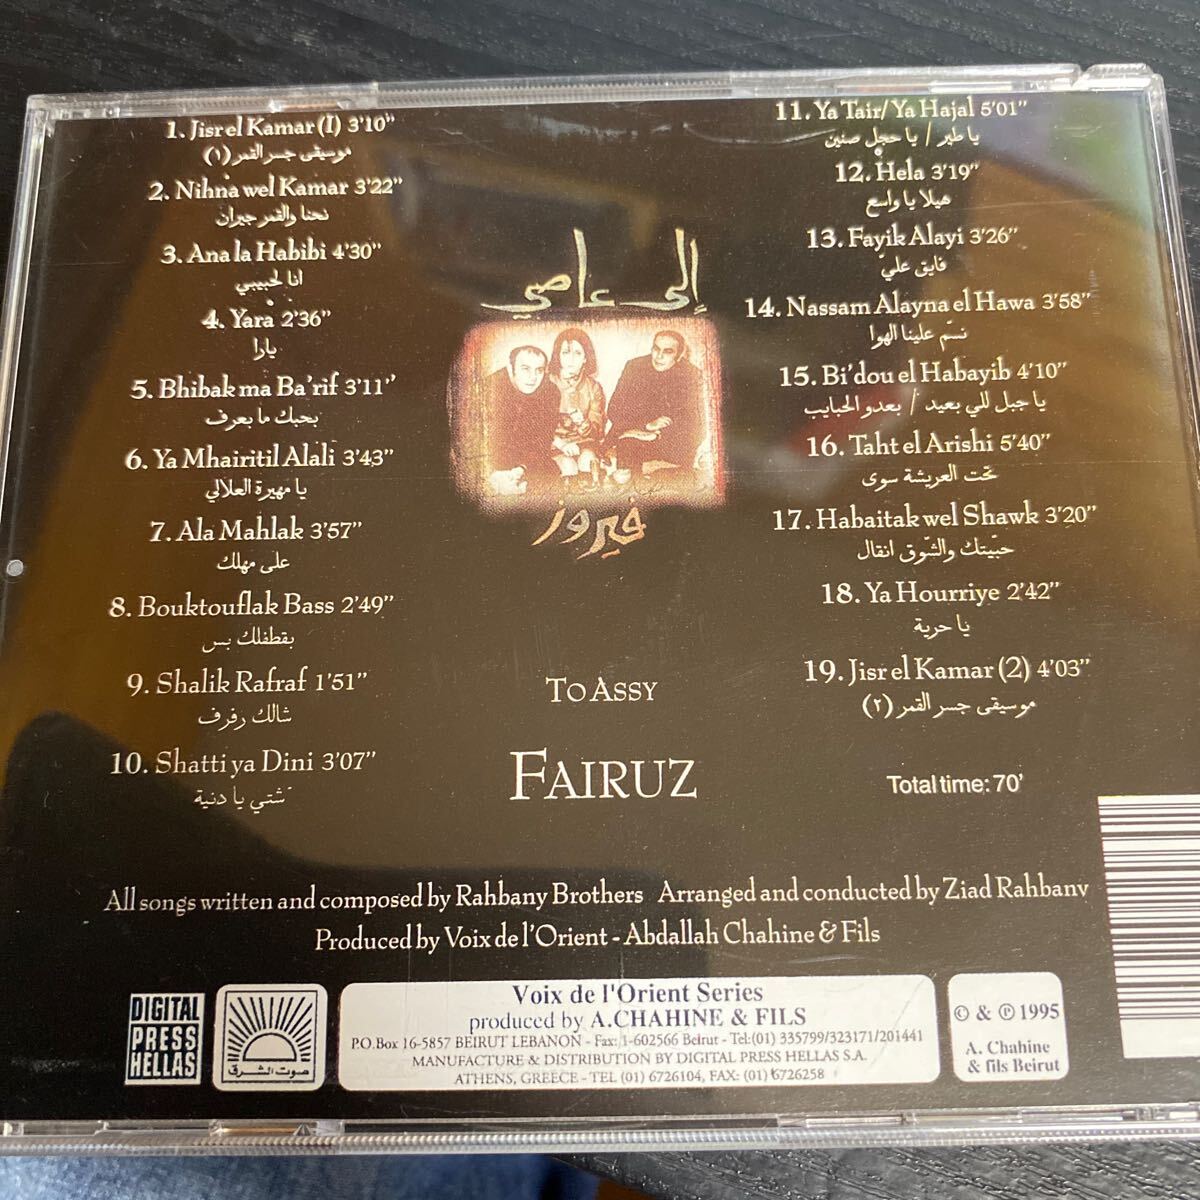 1. Jisr el Kamar (I) 3'10"
موسيقى جسر القمر (١)
2. Nihna wel Kamar 3'22"
نحنا والقمر جيران
3. Ana la Habibi 4'30"
انا لحبيبي
4. Yara 2'36"
يارا
5. Bhibak ma Ba'rif 3'11"
بحبك ما بعرف
6. Ya Mhairitil Alali 3'43"
يا مهيرة العلالي
7. Ala Mahlak 3'57"
على مهلك
8. Bouktouflak Bass 2'49"
بقطفلك بس
9. Shalik Rafraf 1'51"
شالك رفرف
10. Shatti ya Dini 3'07"
شتي يا دنية
إلى عاصي
فيروز
To Assy
Fairuz
11. Ya Tair/Ya Hajal 5'01"
يا طير / يا حجل صنين
12. Hela 3'19"
هيلا يا واسع
13. Fayik Alayi 3'26"
فايق عليّ
14. Nassam Alayna el Hawa 3'58"
نسّم علينا الهوا
15. Bi'dou el Habayib 4'10"
يا جبل للي بعيد / بعدو الحبايب
16. Taht el Arishi 5'40"
تحت العريشة سوى
17. Habaitak wel Shawk 3'20"
حبّيتك والشّوق انقال
18. Ya Hourriye 2'42"
يا حرية
19. Jisr el Kamar (2) 4'03"
موسيقى جسر القمر (٢)
Total time: 70'
All songs written and composed by Rahbany Brothers Arranged and conducted by Ziad Rahbany
Produced by Voix de l'Orient - Abdallah Chahine & Fils
DIGITAL
PRESS
HELLAS
صوت الشرق
Voix de l'Orient Series
produced by A.CHAHINE & FILS
P.O.Box 16-5857 BEIRUT LEBANON - Fax: 1-602566 Beirut - Tel:(01) 335799/323171/201441
MANUFACTURE & DISTRIBUTION BY DIGITAL PRESS HELLAS S.A.
ATHENS, GREECE - TEL (01) 6726104, FAX: (01) 6726258
© & ℗ 1995
A. Chahine
& fils Beirut